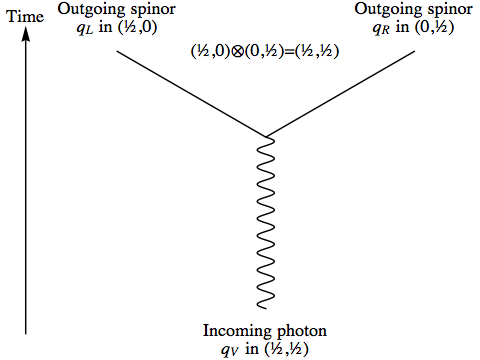 Time
Outgoing spinor
qL in (½,0)
Outgoing spinor
qR in (0,½)
(½,0)⊗(0,½)=(½,½)
Incoming photon
qV in (½,½)